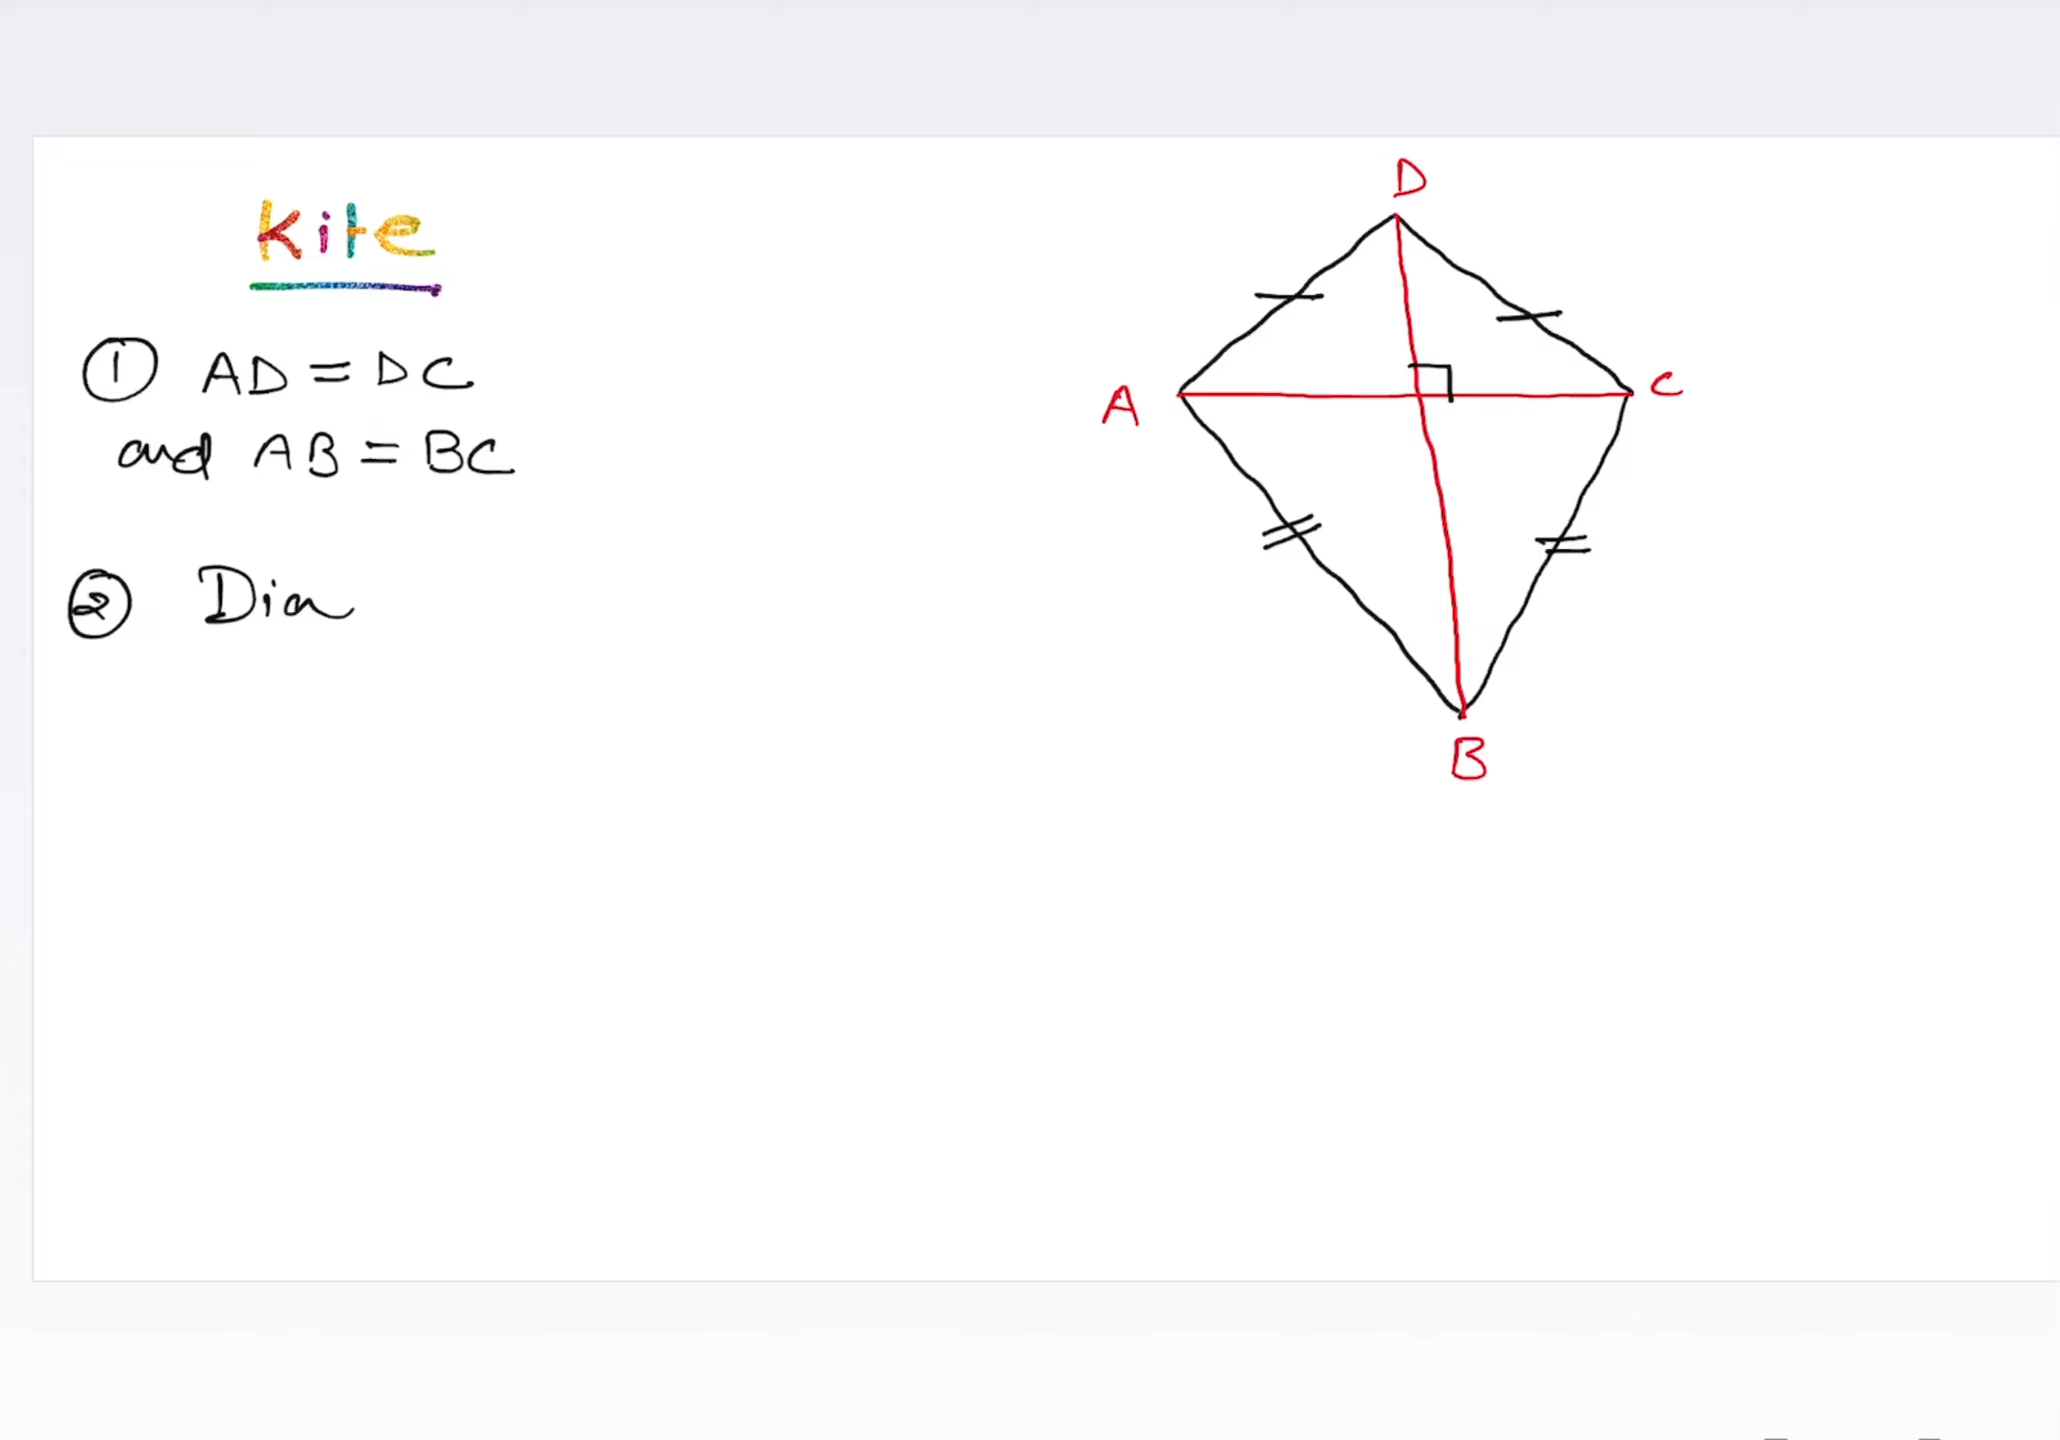 Kite
① AD = DC
and AB = BC
② Dia
D
A
C
B